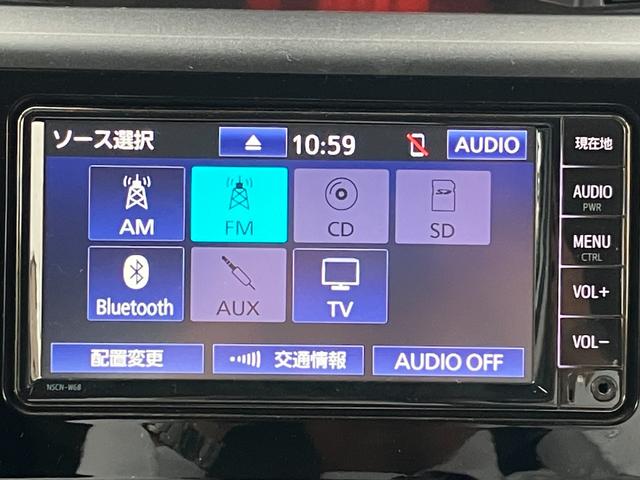 ソース選択 10:59 AUDIO
AM FM CD SD
Bluetooth AUX TV
配置変更 交通情報 AUDIO OFF
NSCN-W68
現在地
AUDIO
PWR
MENU
CTRL
VOL+
VOL-